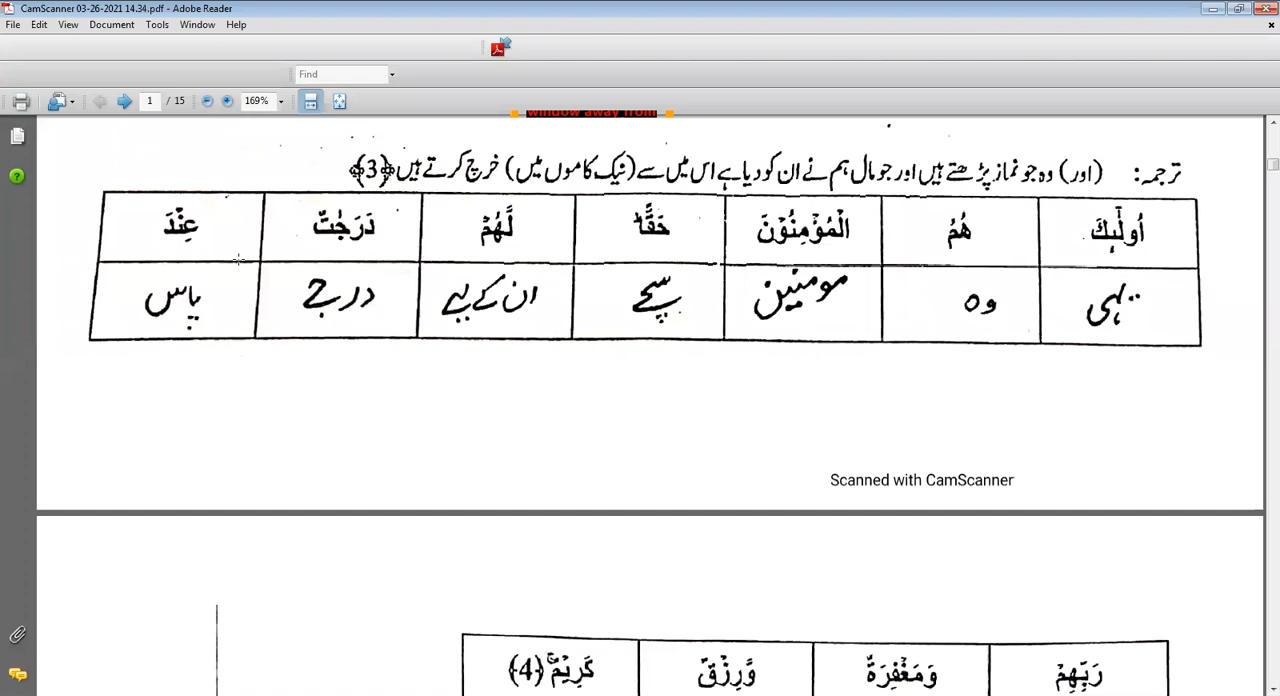 CamScanner 03-26-2021 14.34.pdf - Adobe Reader
File Edit View Document Tools Window Help
Find
1 / 15 169%
window away from
ترجمہ: (اور) وہ جو نماز پڑھتے ہیں اور جو مال ہم نے ان کو دیا ہے اس میں سے (نیک کاموں میں) خرچ کرتے ہیں ﴿3﴾
اُولٰٓئِكَ هُمُ الْمُؤْمِنُوْنَ حَقًّا ؕ لَّهُمْ دَرَجٰتٌ عِنْدَ
یہی وہ مومنین سچے ان کے لیے درجے پاس
Scanned with CamScanner
رَبِّهِمْ وَمَغْفِرَةٌ وَّرِزْقٌ كَرِيْمٌ ۚ ﴿4﴾